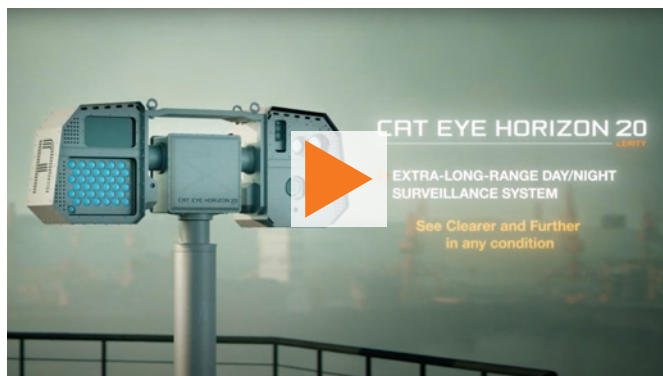 CAT EYE HORIZON 20
LERITY
EXTRA-LONG-RANGE DAY/NIGHT
SURVEILLANCE SYSTEM
See Clearer and Further
in any condition
CAT EYE HORIZON 20